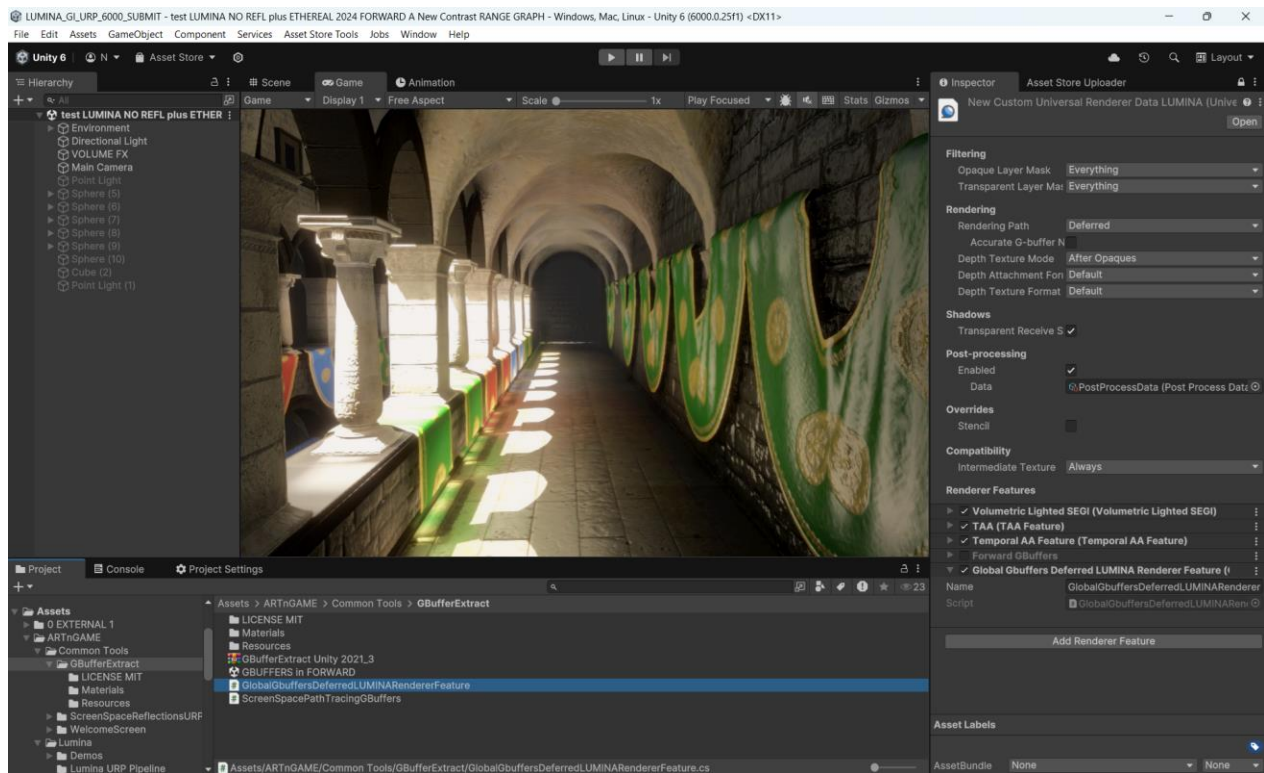 LUMINA_GI_URP_6000_SUBMIT - test LUMINA NO REFL plus ETHEREAL 2024 FORWARD A New Contrast RANGE GRAPH - Windows, Mac, Linux - Unity 6 (6000.0.25f1) <DX11>
File Edit Assets GameObject Component Services Asset Store Tools Jobs Window Help
Unity 6 N Asset Store Layout
Hierarchy
All
test LUMINA NO REFL plus ETHER
Environment
Directional Light
VOLUME FX
Main Camera
Point Light
Sphere (5)
Sphere (6)
Sphere (7)
Sphere (8)
Sphere (9)
Sphere (10)
Cube (2)
Point Light (1)
Scene Game Animation
Game Display 1 Free Aspect Scale 1x Play Focused Stats Gizmos
Inspector Asset Store Uploader
New Custom Universal Renderer Data LUMINA (Unive
Open
Filtering
Opaque Layer Mask Everything
Transparent Layer Mas Everything
Rendering
Rendering Path Deferred
Accurate G-buffer N
Depth Texture Mode After Opaques
Depth Attachment Fon Default
Depth Texture Format Default
Shadows
Transparent Receive S
Post-processing
Enabled
Data PostProcessData (Post Process Data
Overrides
Stencil
Compatibility
Intermediate Texture Always
Renderer Features
Volumetric Lighted SEGI (Volumetric Lighted SEGI)
TAA (TAA Feature)
Temporal AA Feature (Temporal AA Feature)
Forward GBuffers
Global Gbuffers Deferred LUMINA Renderer Feature (
Name GlobalGbuffersDeferredLUMINARenderer
Script GlobalGbuffersDeferredLUMINARen
Add Renderer Feature
Asset Labels
AssetBundle None None
Project Console Project Settings
23
Assets
0 EXTERNAL 1
ARTnGAME
Common Tools
GBufferExtract
LICENSE MIT
Materials
Resources
ScreenSpaceReflectionsURP
WelcomeScreen
Lumina
Demos
Lumina URP Pipeline
Assets > ARTnGAME > Common Tools > GBufferExtract
LICENSE MIT
Materials
Resources
GBufferExtract Unity 2021_3
GBUFFERS in FORWARD
GlobalGbuffersDeferredLUMINARendererFeature
ScreenSpacePathTracingGBuffers
Assets/ARTnGAME/Common Tools/GBufferExtract/GlobalGbuffersDeferredLUMINARendererFeature.cs